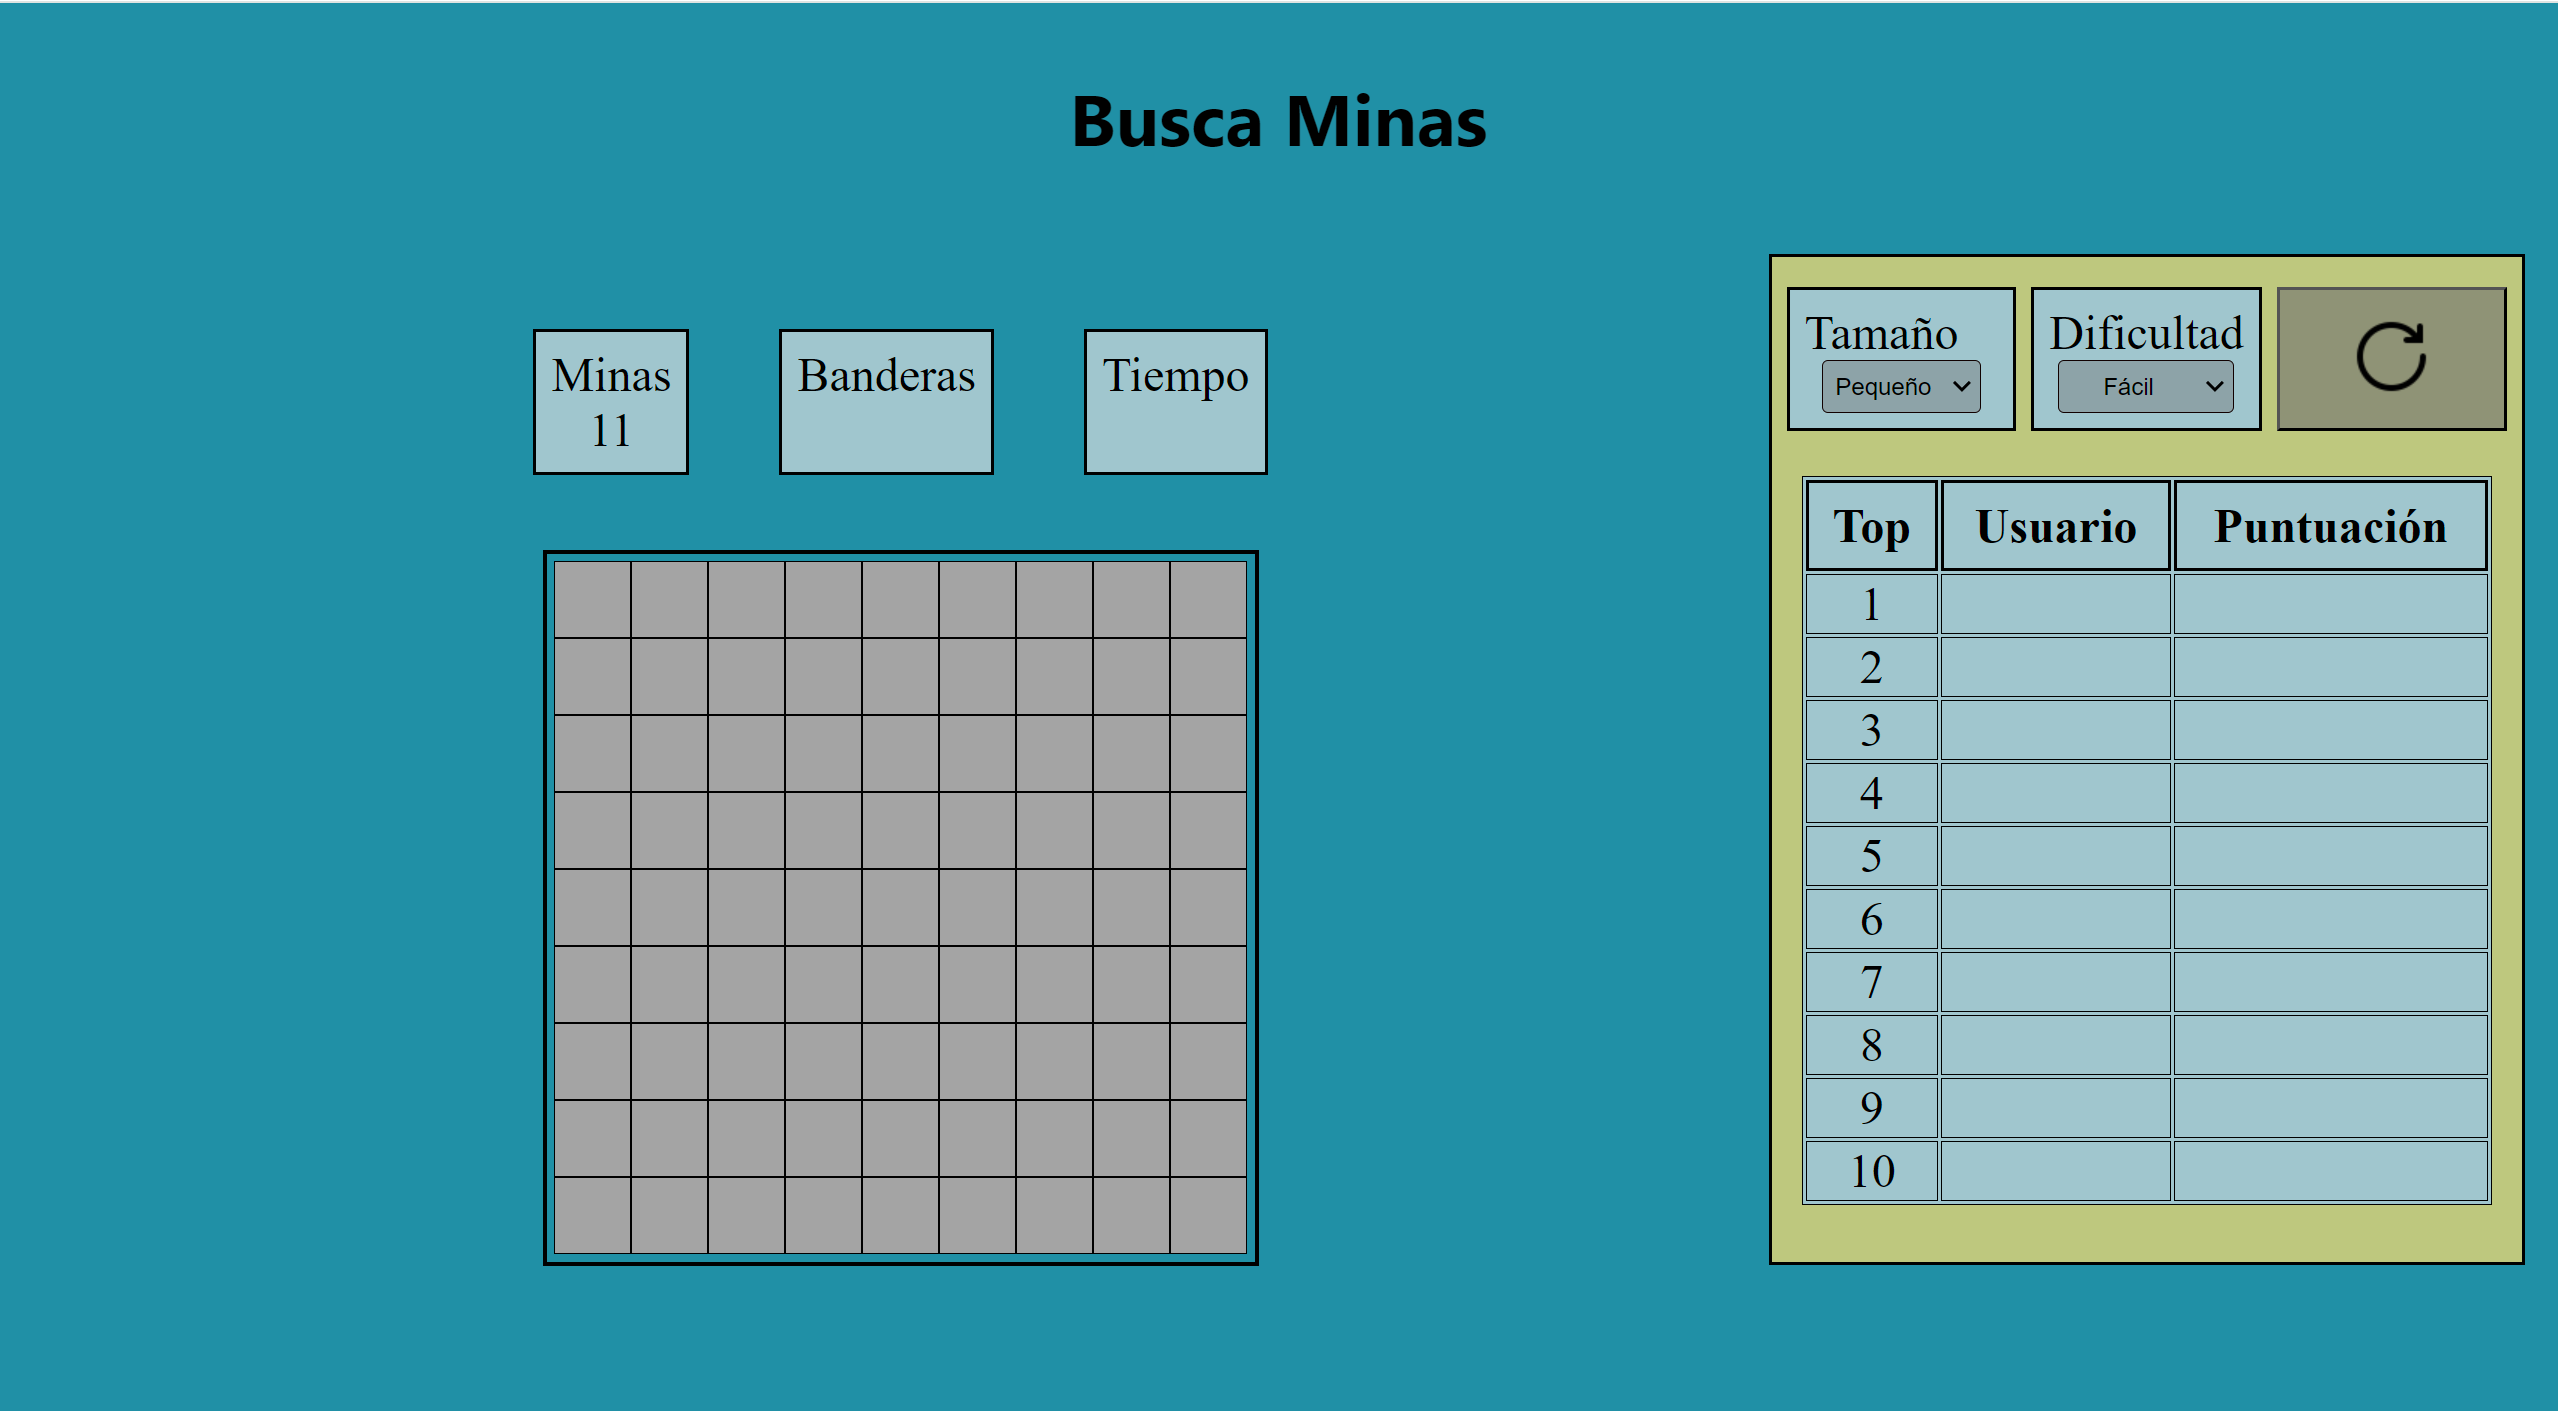 Busca Minas
Minas
11
Banderas
Tiempo
Tamaño
Pequeño
Dificultad
Fácil
Top Usuario Puntuación
1
2
3
4
5
6
7
8
9
10